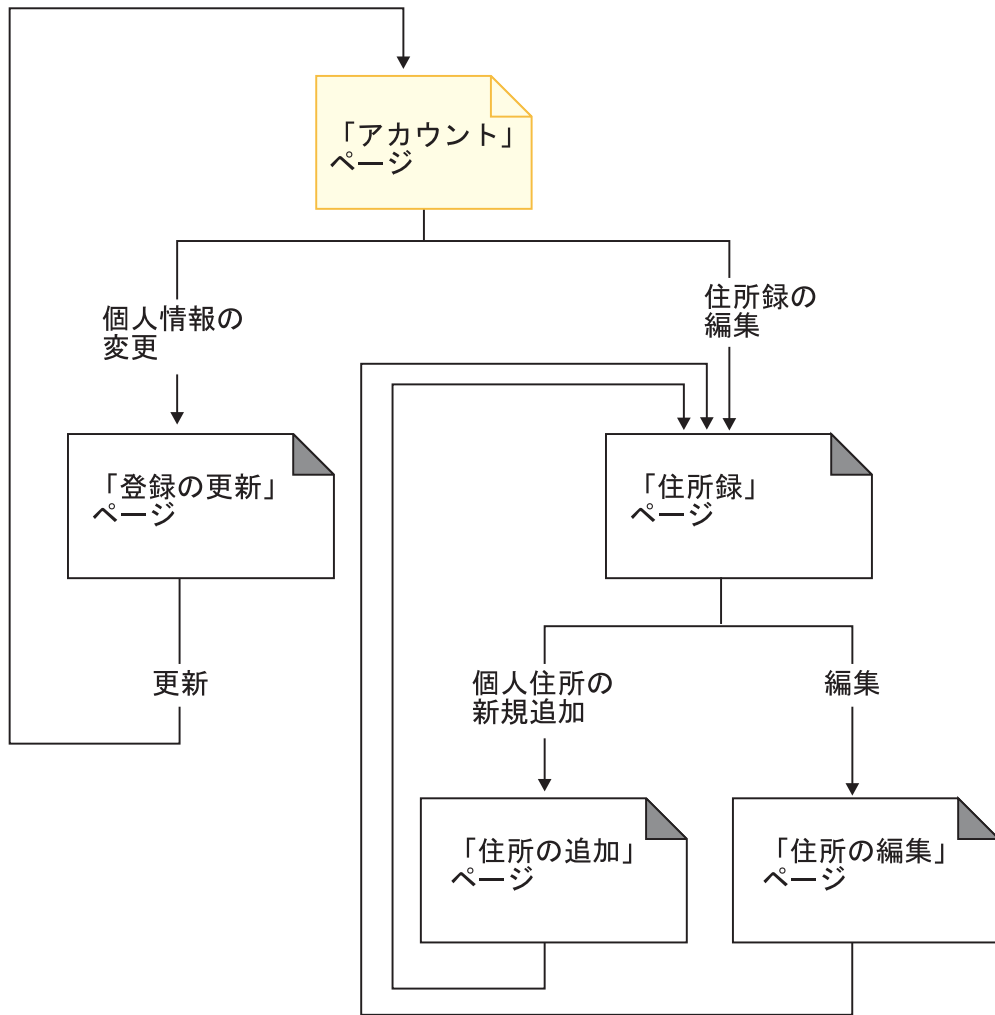 「アカウント」
ページ
個人情報の
変更
住所録の
編集
「登録の更新」
ページ
「住所録」
ページ
更新
個人住所の
新規追加
編集
「住所の追加」
ページ
「住所の編集」
ページ